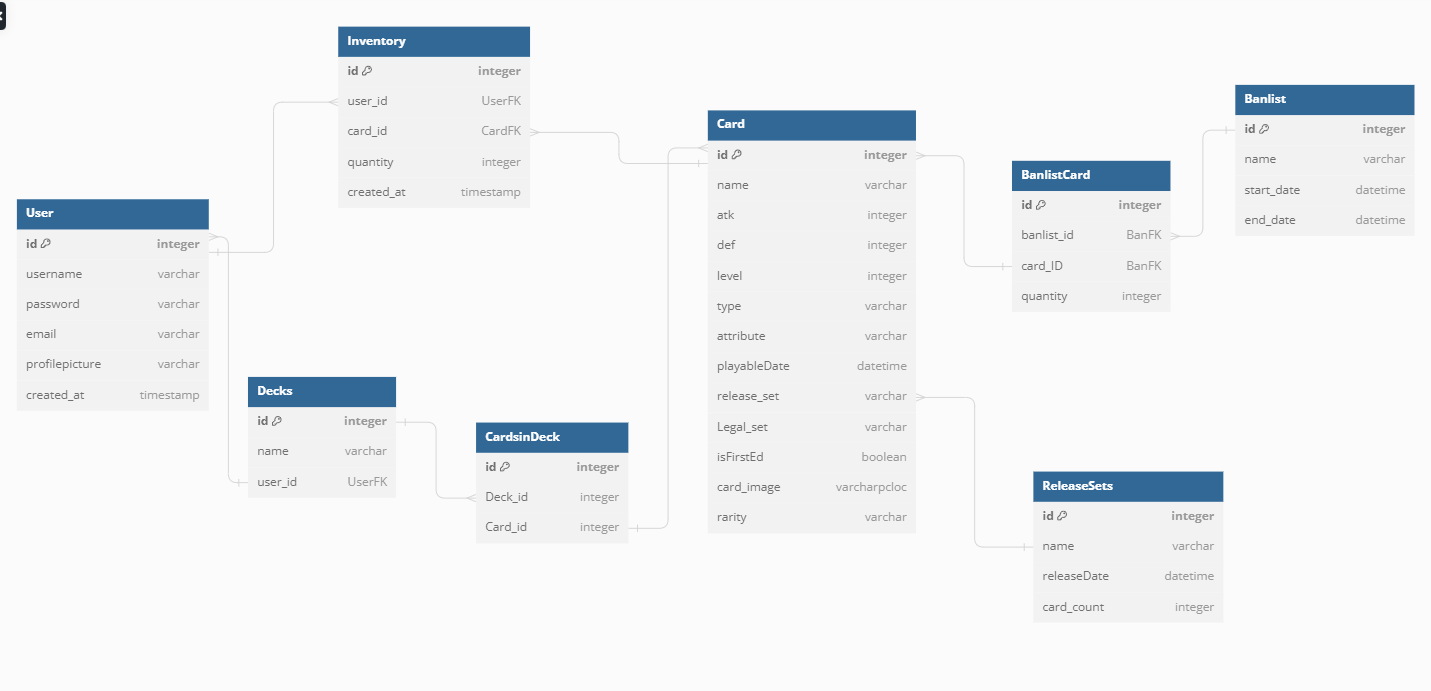 Inventory
id integer
user_id UserFK
card_id CardFK
quantity integer
created_at timestamp
User
id integer
username varchar
password varchar
email varchar
profilepicture varchar
created_at timestamp
Decks
id integer
name varchar
user_id UserFK
CardsinDeck
id integer
Deck_id integer
Card_id integer
Card
id integer
name varchar
atk integer
def integer
level integer
type varchar
attribute varchar
playableDate datetime
release_set varchar
Legal_set varchar
isFirstEd boolean
card_image varcharpcloc
rarity varchar
BanlistCard
id integer
banlist_id BanFK
card_ID BanFK
quantity integer
Banlist
id integer
name varchar
start_date datetime
end_date datetime
ReleaseSets
id integer
name varchar
releaseDate datetime
card_count integer